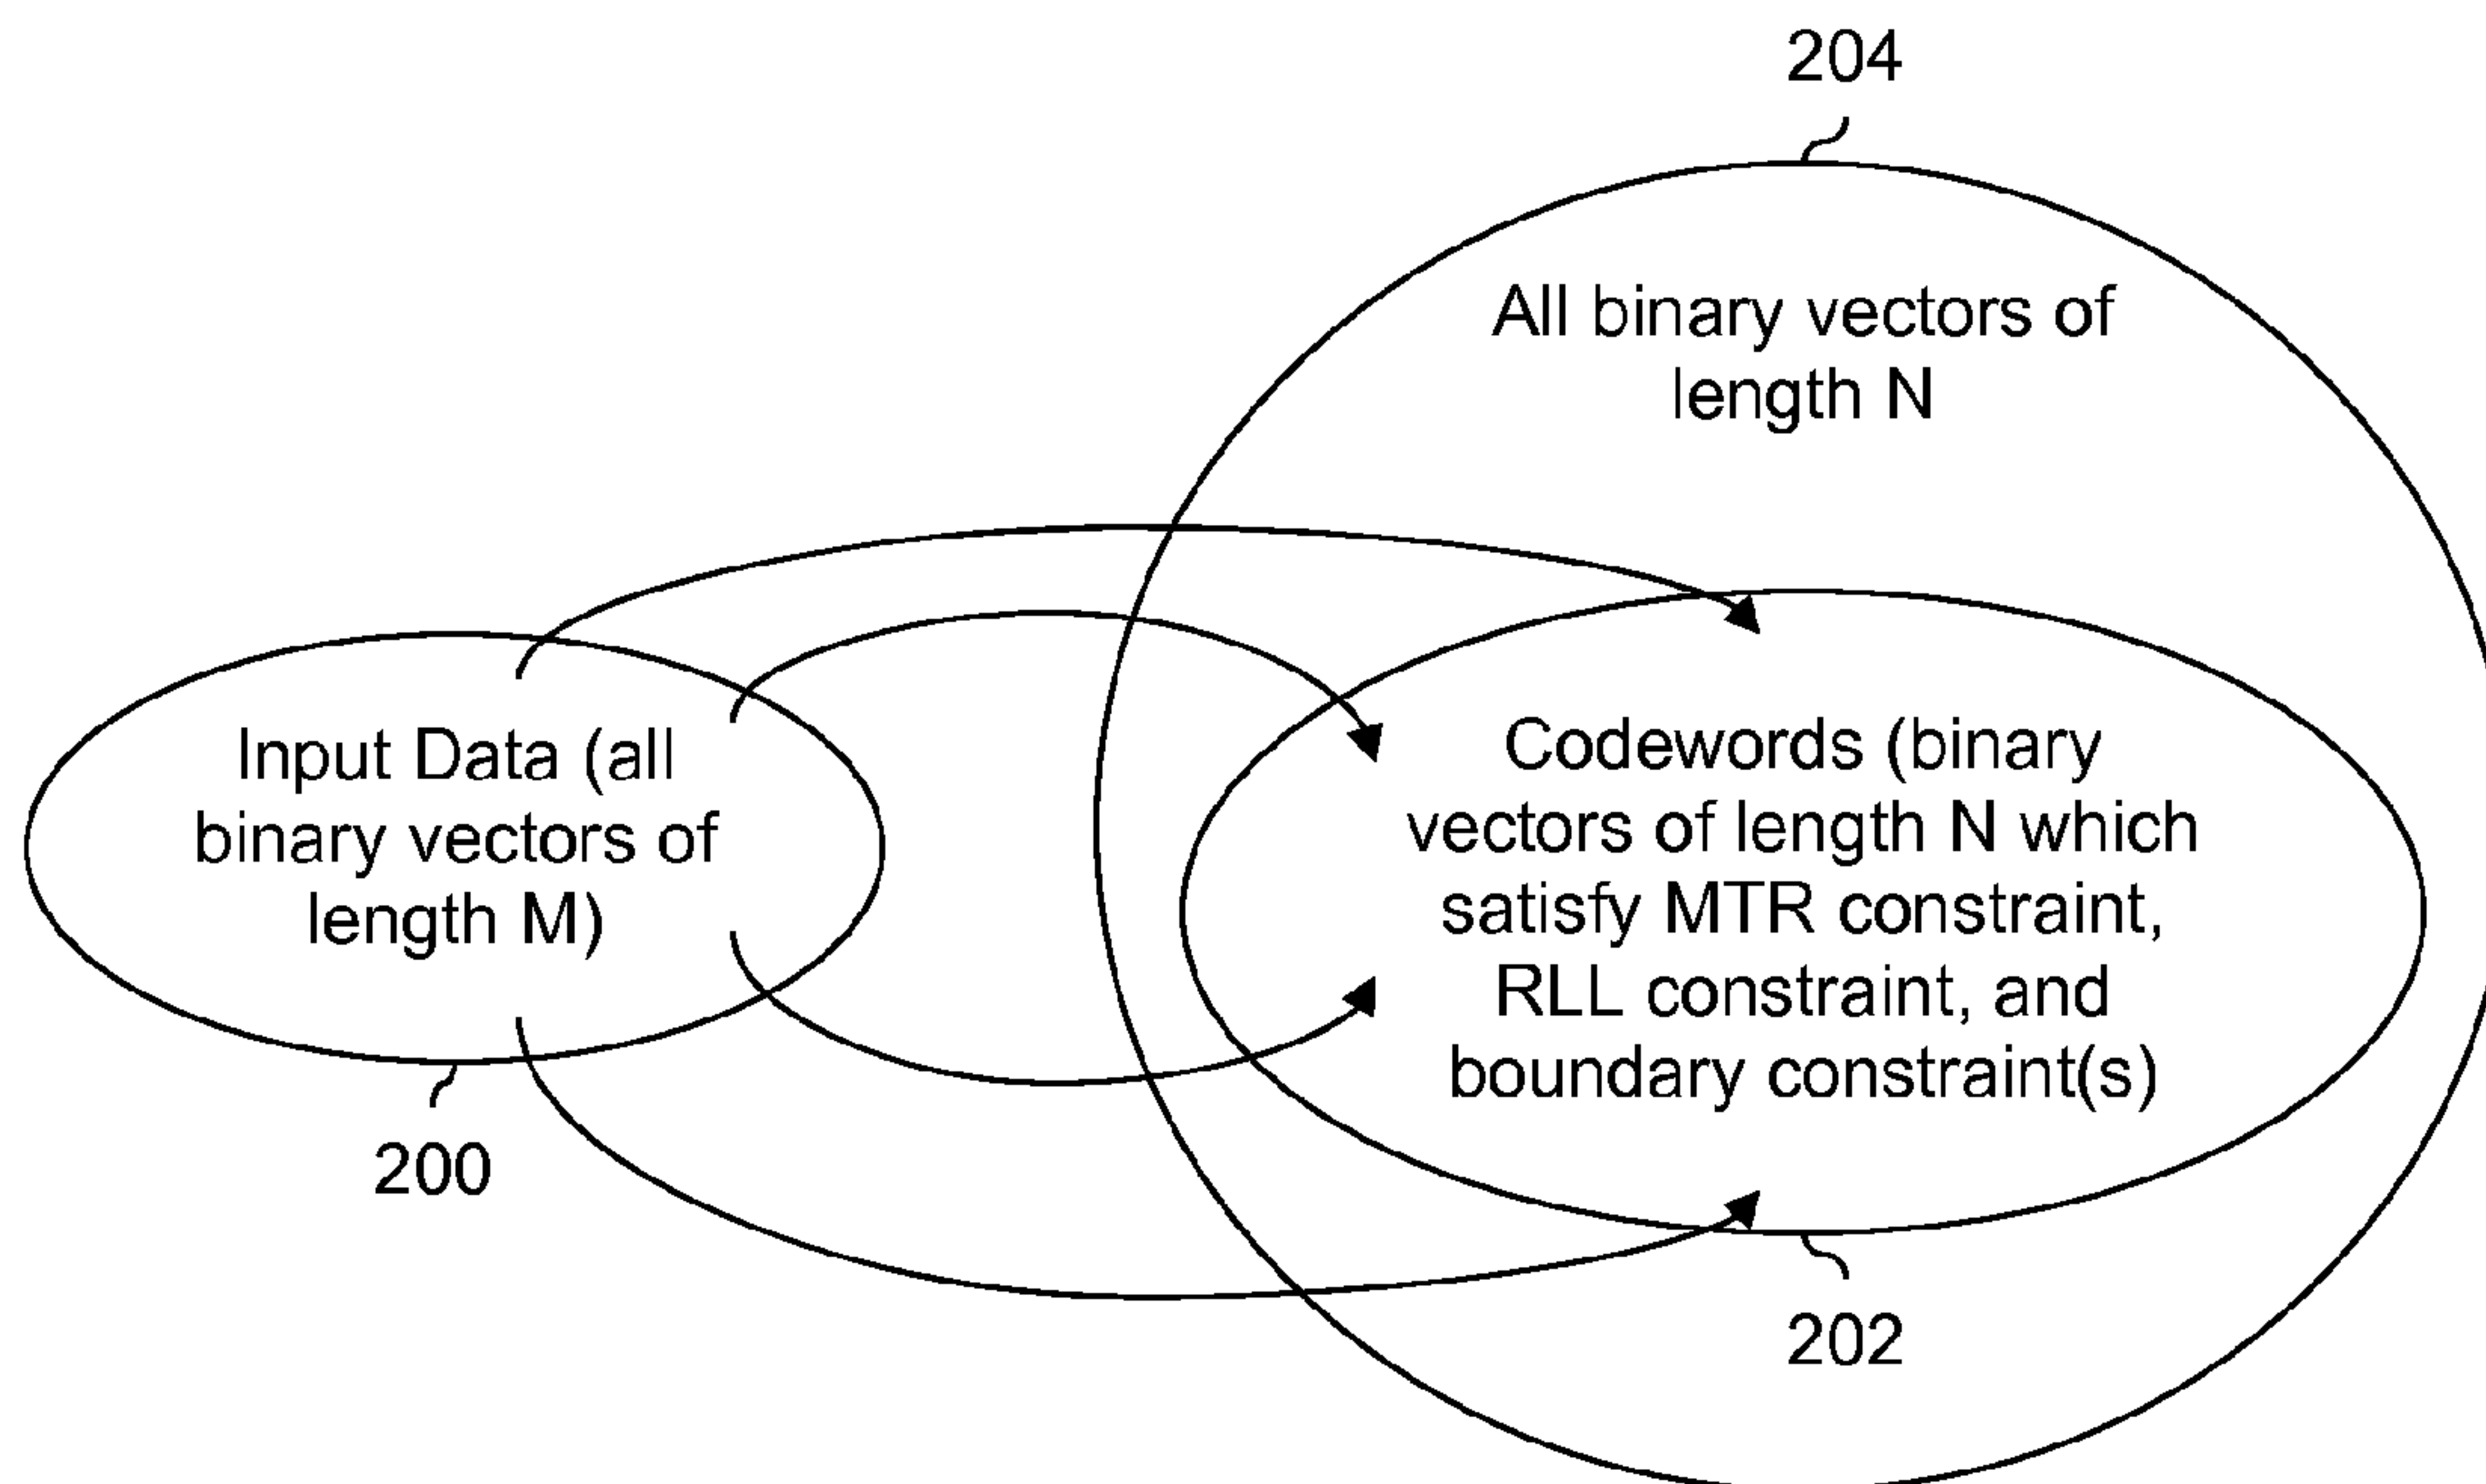 204
All binary vectors of
length N
Input Data (all
binary vectors of
length M)
200
Codewords (binary
vectors of length N which
satisfy MTR constraint,
RLL constraint, and
boundary constraint(s)
202